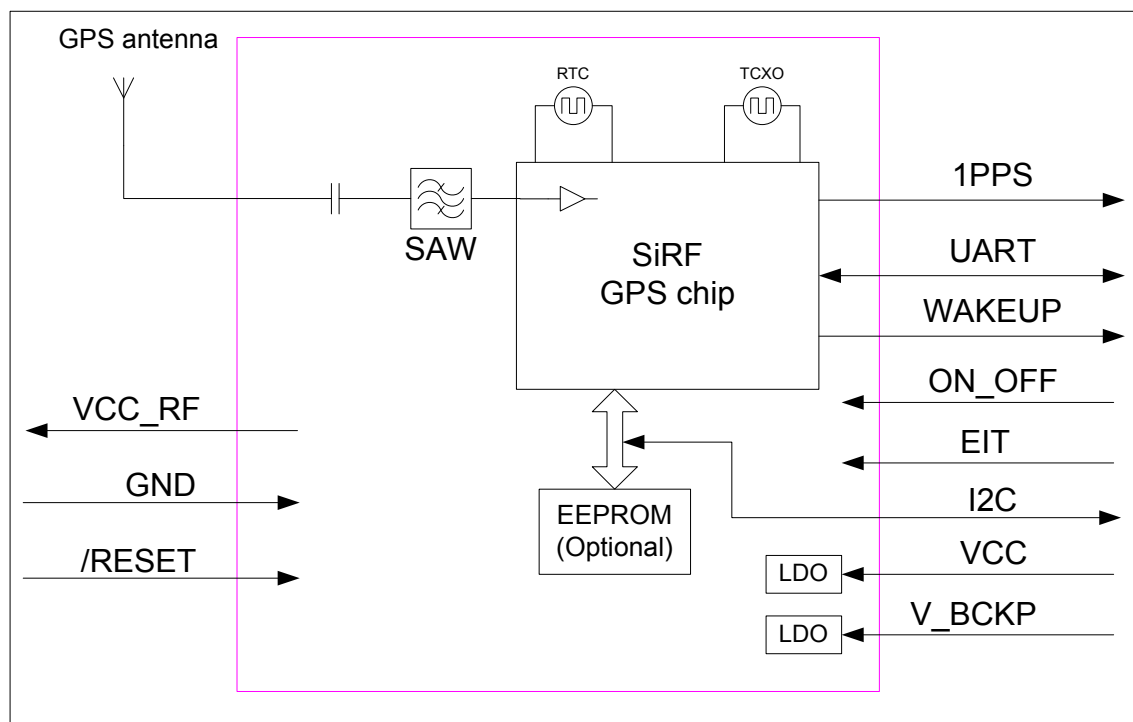 GPS antenna
RTC
TCXO
SAW
SiRF
GPS chip
1PPS
UART
WAKEUP
ON_OFF
EIT
I2C
VCC
V_BCKP
VCC_RF
GND
/RESET
EEPROM
(Optional)
LDO
LDO